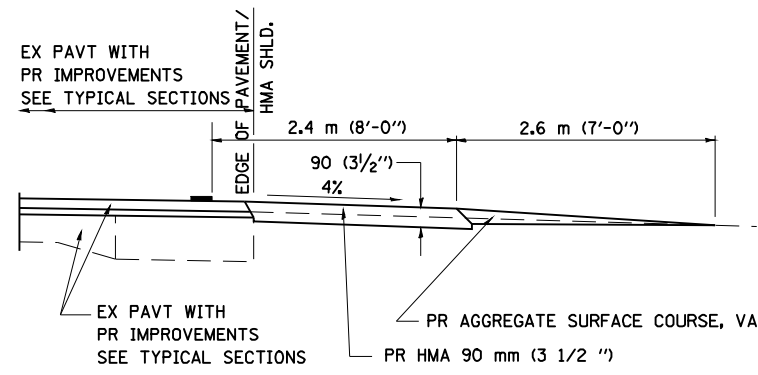 EX PAVT WITH
PR IMPROVEMENTS
SEE TYPICAL SECTIONS
EDGE OF PAVEMENT/
HMA SHLD.
2.4 m (8'-0")
2.6 m (7'-0")
90 (3 1/2")
4%
EX PAVT WITH
PR IMPROVEMENTS
SEE TYPICAL SECTIONS
PR AGGREGATE SURFACE COURSE, VA
PR HMA 90 mm (3 1/2 ")